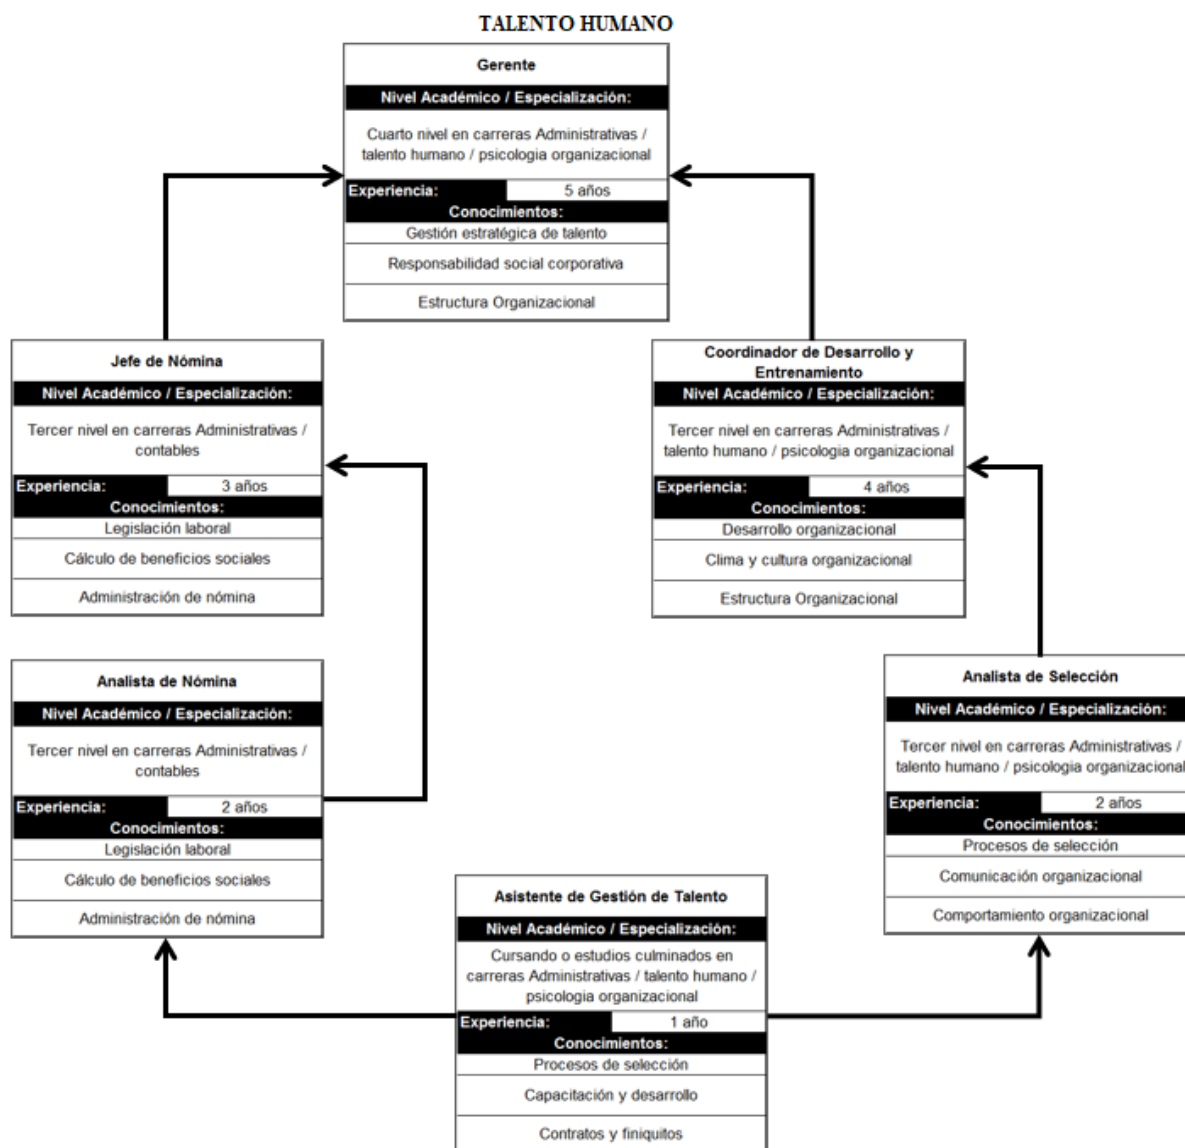 TALENTO HUMANO
Gerente
Nivel Académico / Especialización:
Cuarto nivel en carreras Administrativas /
talento humano / psicologia organizacional
Experiencia: 5 años
Conocimientos:
Gestión estratégica de talento
Responsabilidad social corporativa
Estructura Organizacional
Jefe de Nómina
Nivel Académico / Especialización:
Tercer nivel en carreras Administrativas /
contables
Experiencia: 3 años
Conocimientos:
Legislación laboral
Cálculo de beneficios sociales
Administración de nómina
Coordinador de Desarrollo y
Entrenamiento
Nivel Académico / Especialización:
Tercer nivel en carreras Administrativas /
talento humano / psicologia organizacional
Experiencia: 4 años
Conocimientos:
Desarrollo organizacional
Clima y cultura organizacional
Estructura Organizacional
Analista de Nómina
Nivel Académico / Especialización:
Tercer nivel en carreras Administrativas /
contables
Experiencia: 2 años
Conocimientos:
Legislación laboral
Cálculo de beneficios sociales
Administración de nómina
Analista de Selección
Nivel Académico / Especialización:
Tercer nivel en carreras Administrativas /
talento humano / psicologia organizacional
Experiencia: 2 años
Conocimientos:
Procesos de selección
Comunicación organizacional
Comportamiento organizacional
Asistente de Gestión de Talento
Nivel Académico / Especialización:
Cursando o estudios culminados en
carreras Administrativas / talento humano /
psicologia organizacional
Experiencia: 1 año
Conocimientos:
Procesos de selección
Capacitación y desarrollo
Contratos y finiquitos